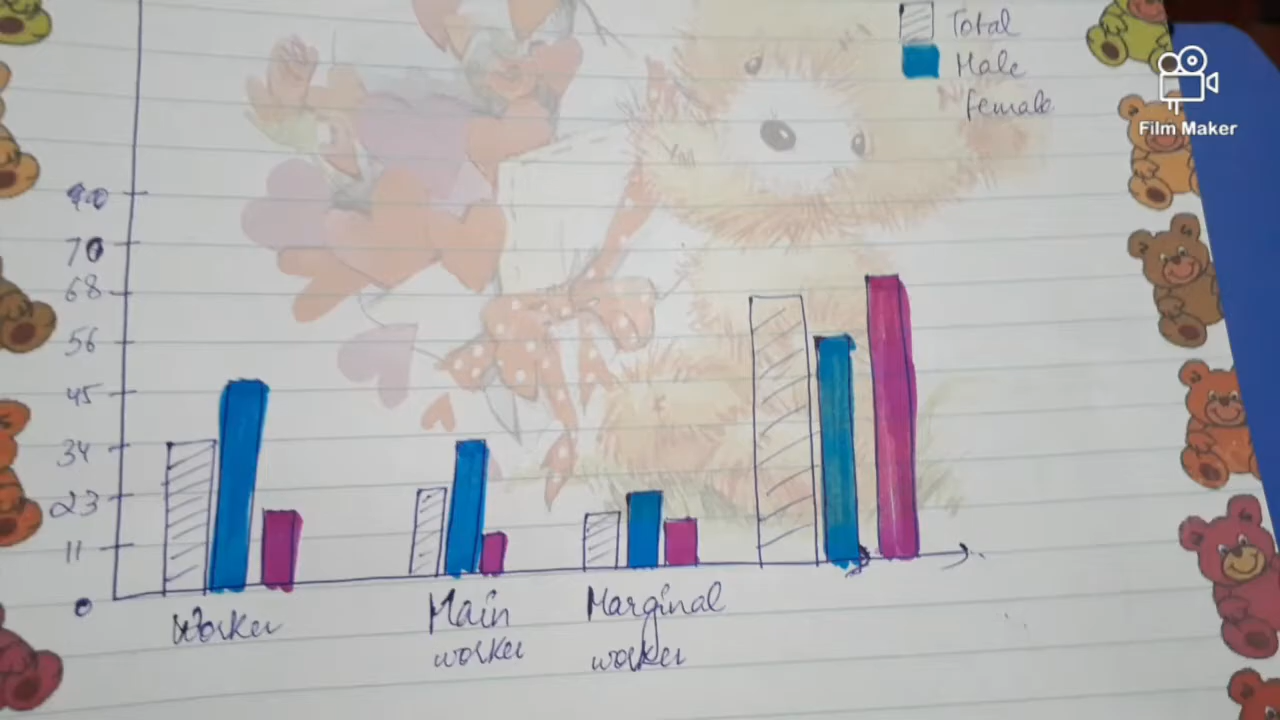 Total
Male
female
Film Maker
90
70
68
56
45
34
23
11
0
Worker
Main
worker
Marginal
worker